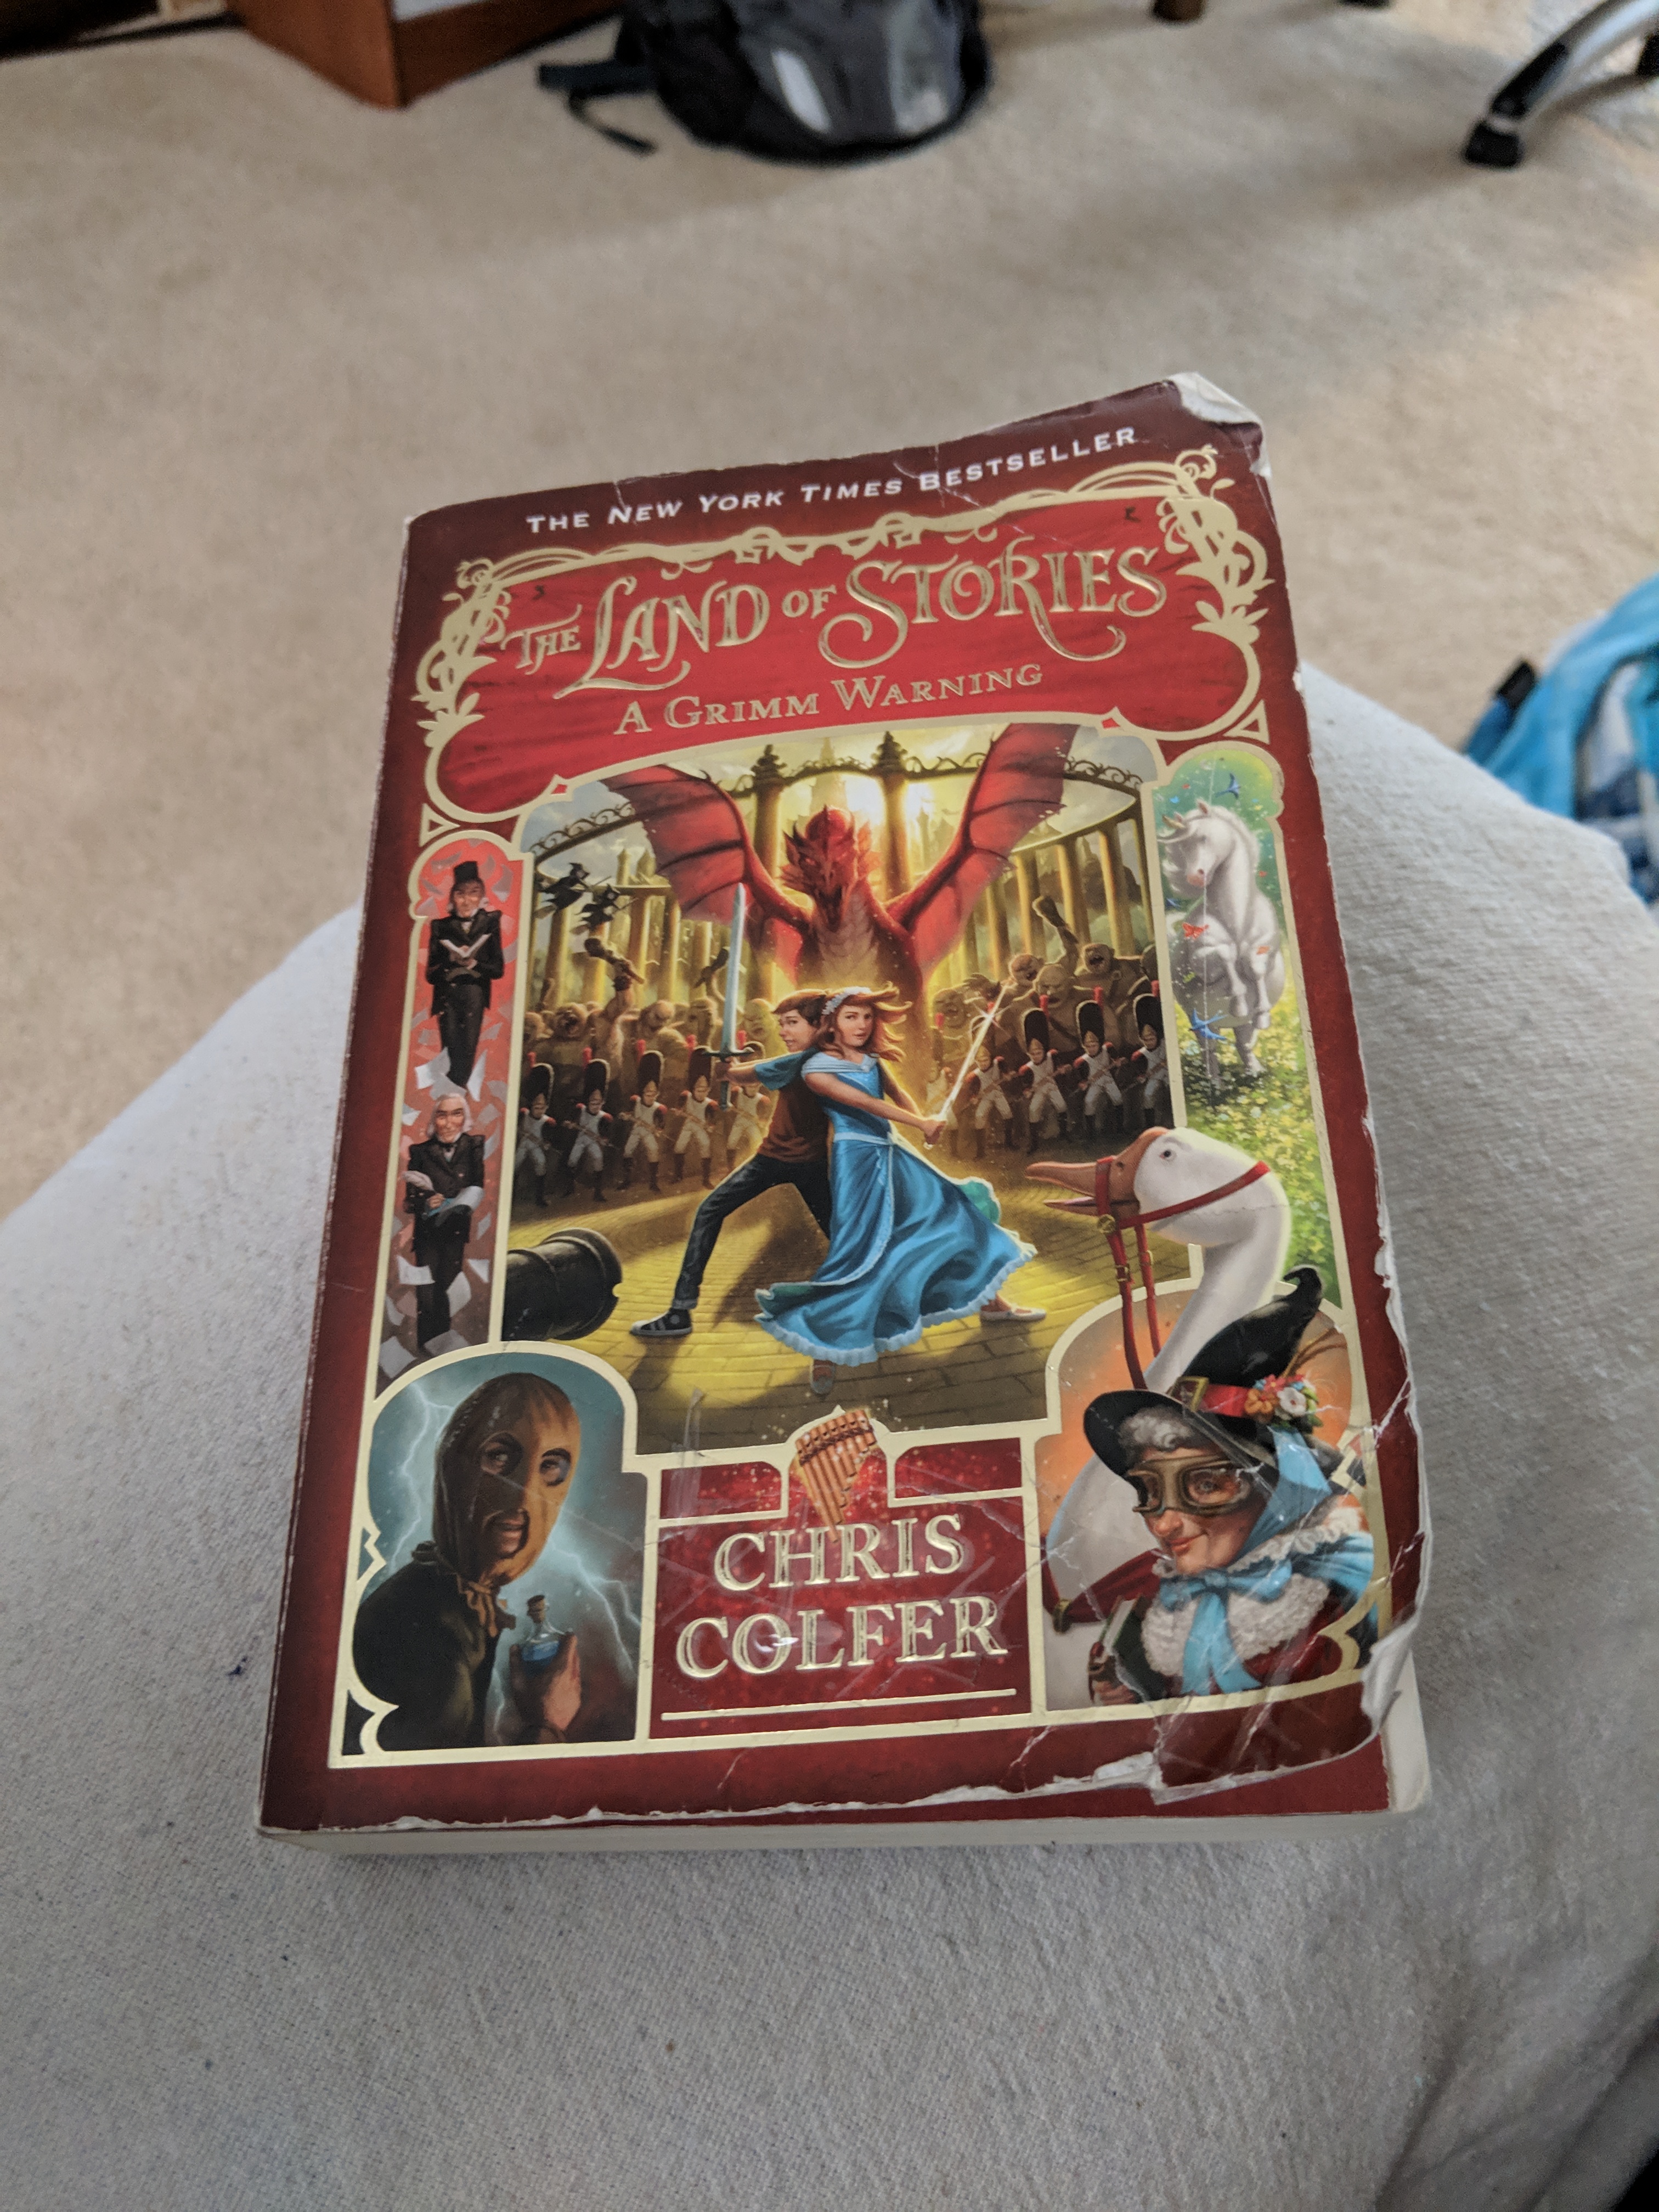 THE NEW YORK TIMES BESTSELLER
THE LAND OF STORIES
A GRIMM WARNING
CHRIS
COLFER